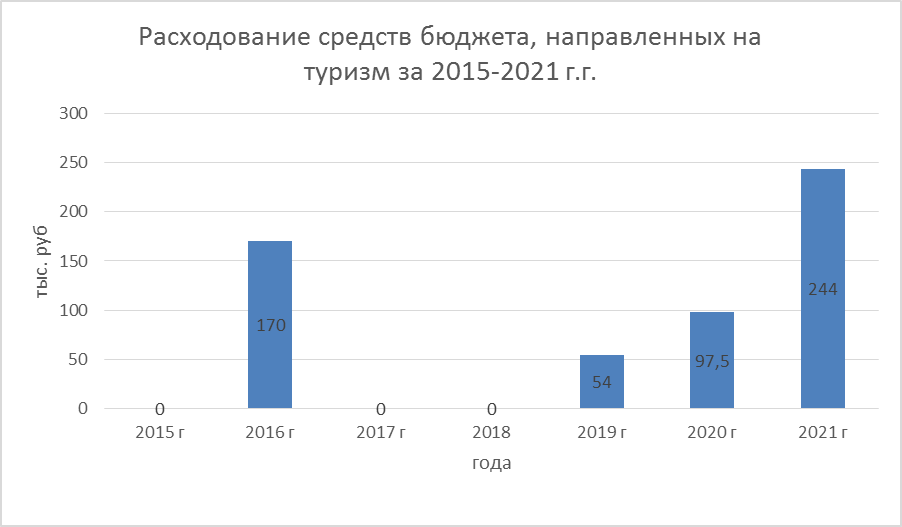 Расходование средств бюджета, направленных на
туризм за 2015-2021 г.г.
300
250
200
150
100
50
0
тыс. руб
0
170
0
0
54
97,5
244
2015 г
2016 г
2017 г
2018
2019 г
2020 г
2021 г
года